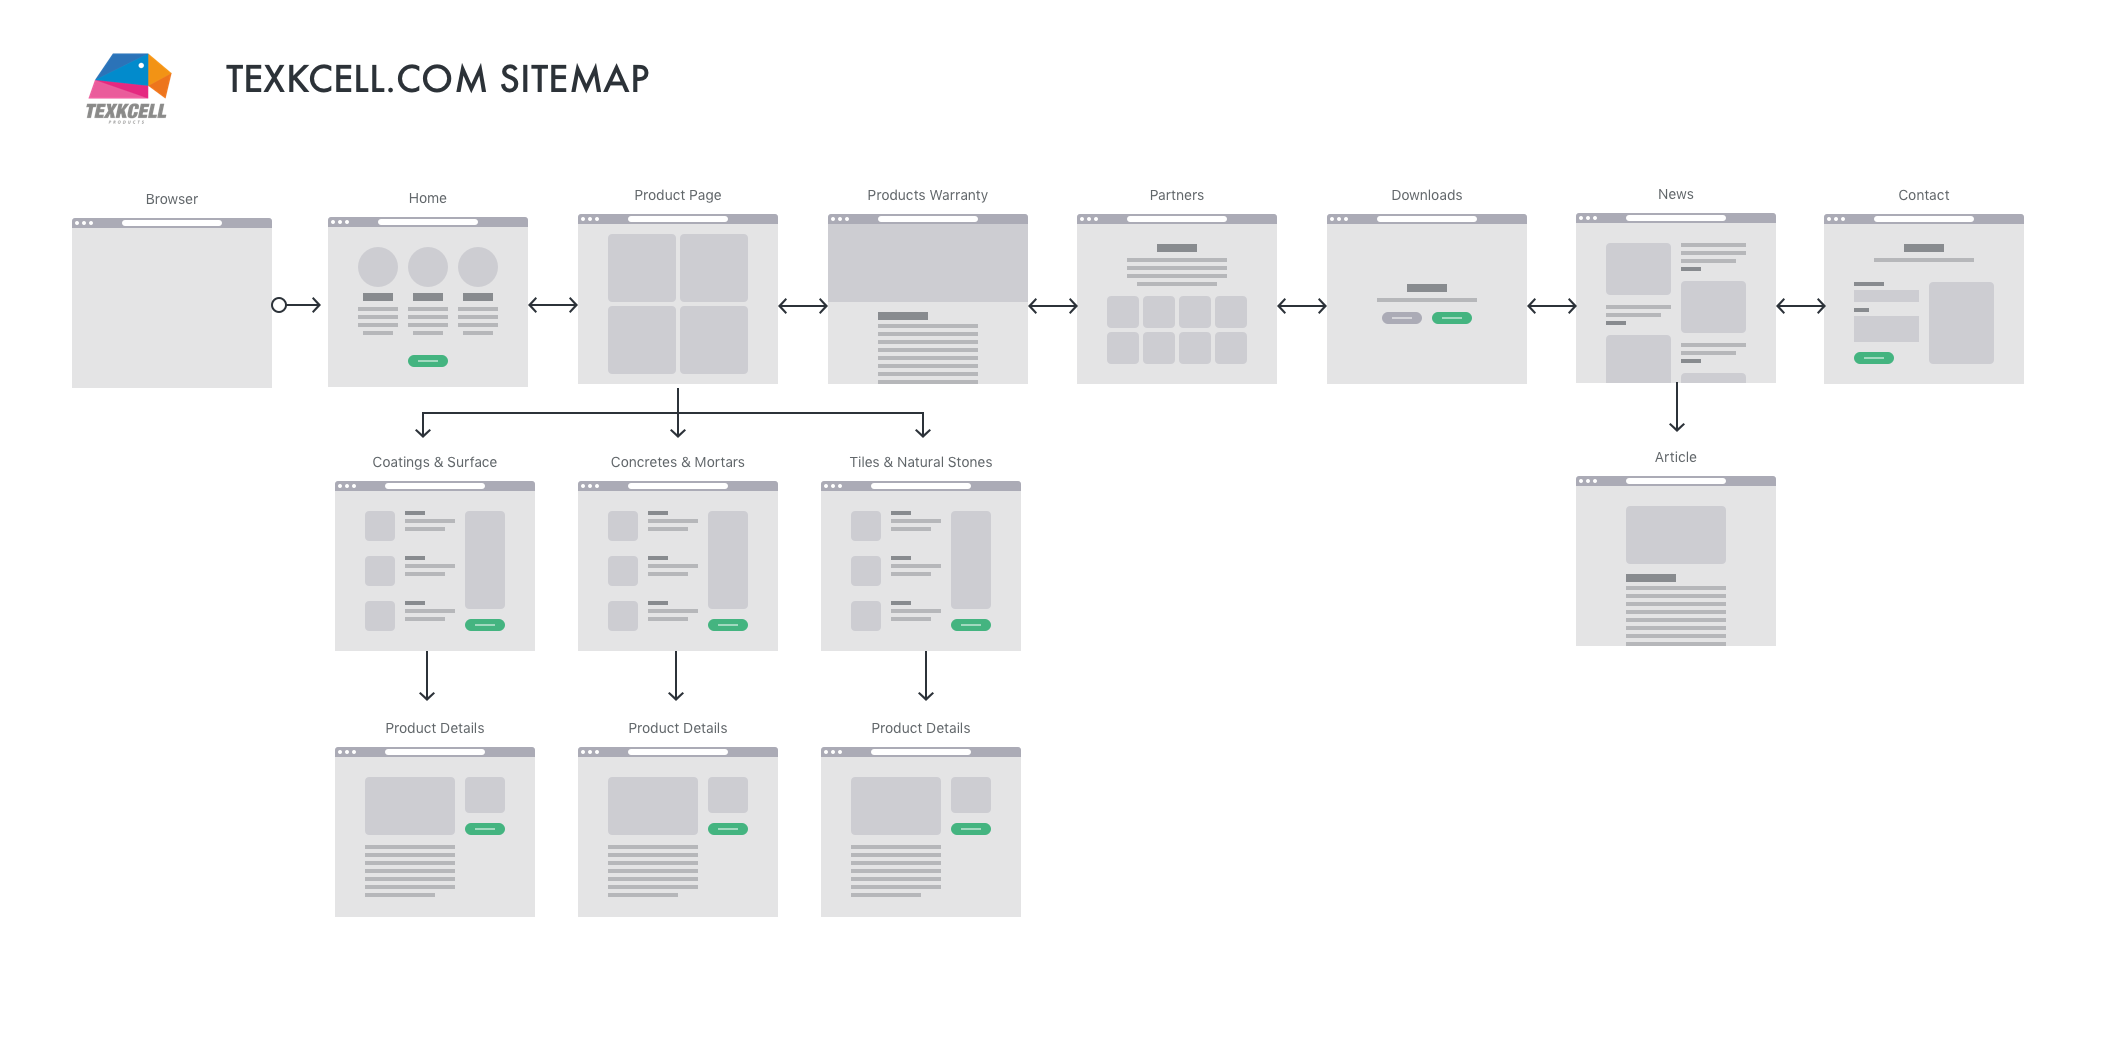 TEXKCELL
PRODUCTS
TEXKCELL.COM SITEMAP
Browser
Home
Product Page
Products Warranty
Partners
Downloads
News
Contact
Coatings & Surface
Concretes & Mortars
Tiles & Natural Stones
Article
Product Details
Product Details
Product Details